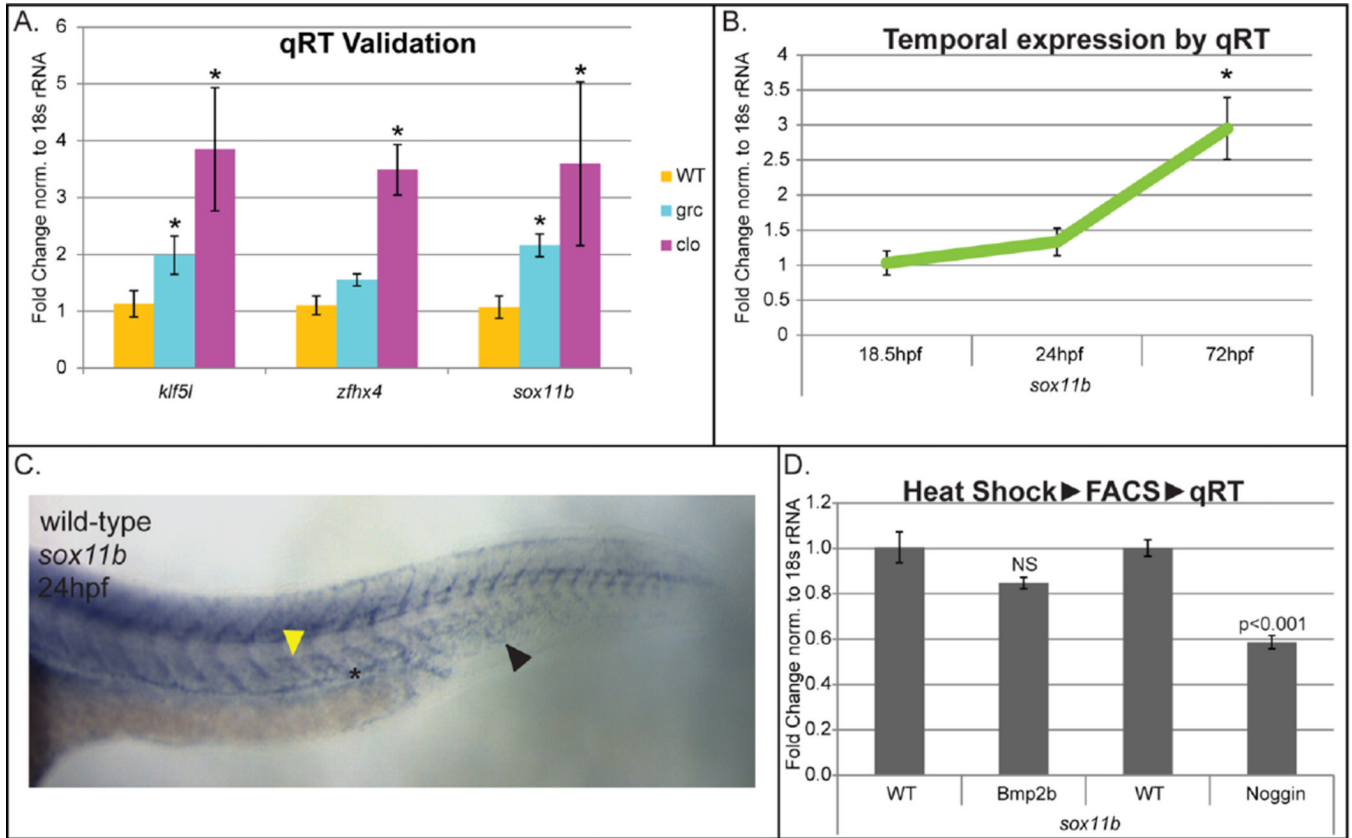 A.
qRT Validation
Fold Change norm. to 18s rRNA
6
5
4
3
2
1
0
*
*
*
*
*
klf5l
zfhx4
sox11b
WT
grc
clo
B.
Temporal expression by qRT
Fold Change norm. to 18s rRNA
4
3.5
3
2.5
2
1.5
1
0.5
0
*
18.5hpf
24hpf
72hpf
sox11b
C.
wild-type
sox11b
24hpf
*
D.
Heat Shock►FACS►qRT
Fold Change norm. to 18s rRNA
1.2
1.0
0.8
0.6
0.4
0.2
0.0
NS
p<0.001
WT
Bmp2b
WT
Noggin
sox11b